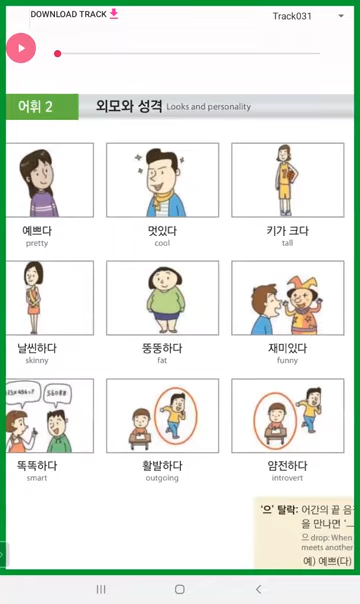 DOWNLOAD TRACK
Track031
어휘 2 외모와 성격 Looks and personality
예쁘다 멋있다 키가 크다
pretty cool tall
날씬하다 뚱뚱하다 재미있다
skinny fat funny
똑똑하다 활발하다 얌전하다
smart outgoing introvert
'으' 탈락: 어간의 끝 음
을 만나면 '
으 drop: When
meets another
예) 예쁘(다)